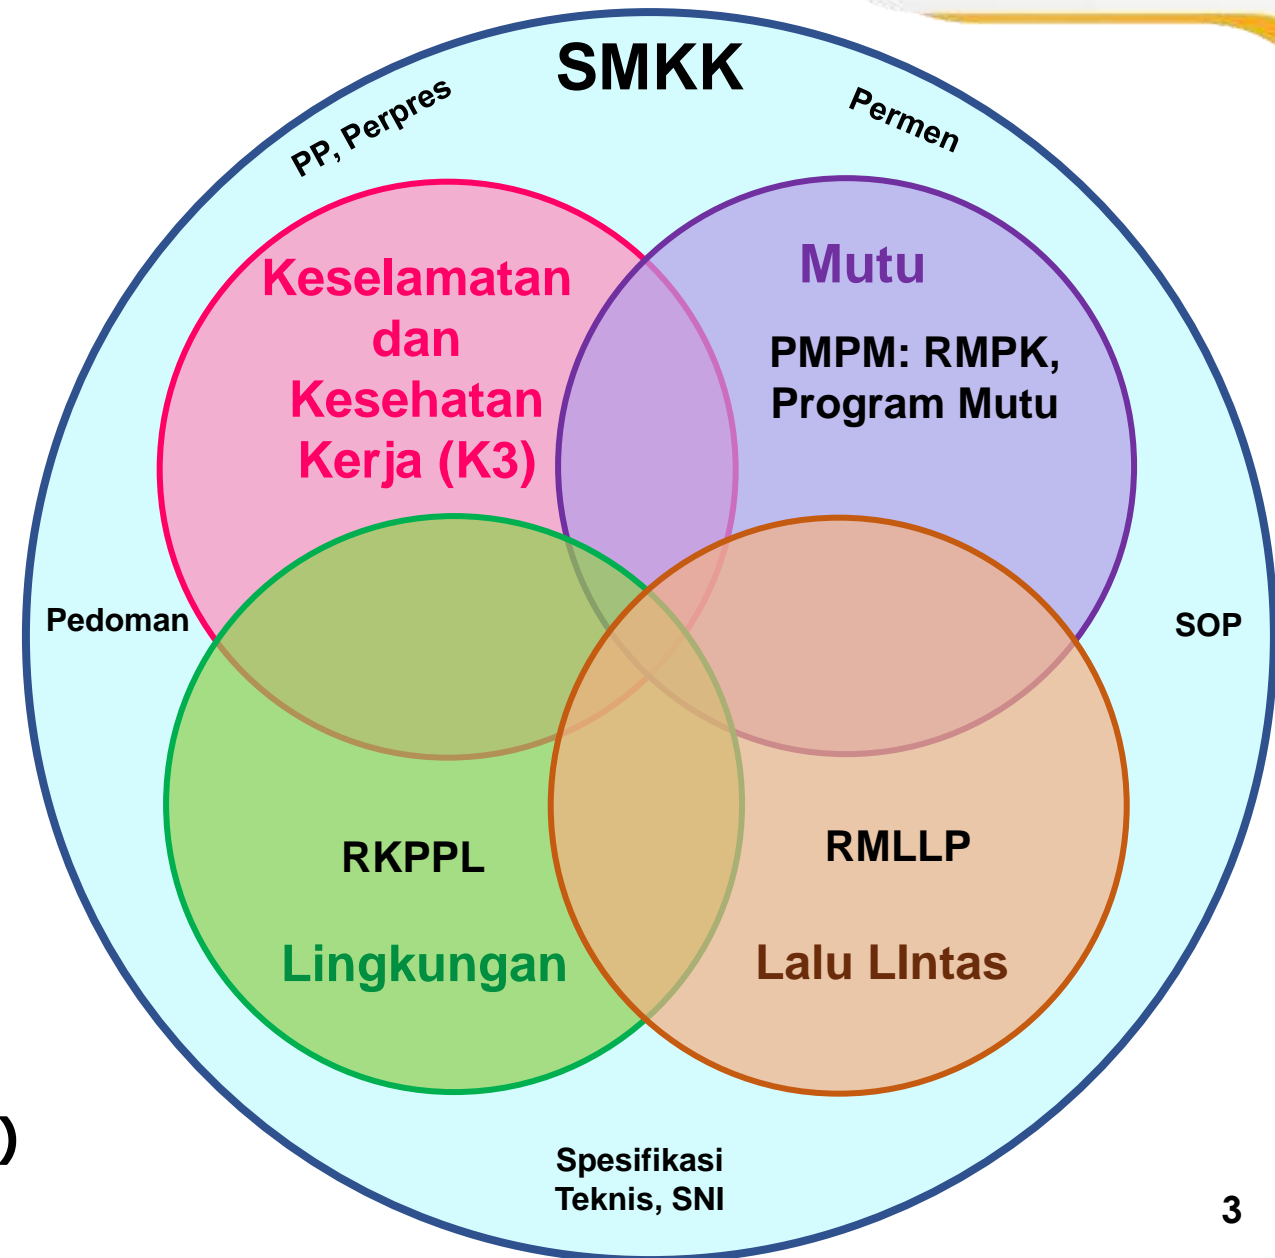 SMKK
PP, Perpres
Permen
Keselamatan
dan
Kesehatan
Kerja (K3)
Mutu
PMPM: RMPK,
Program Mutu
Pedoman
SOP
RKPPL
Lingkungan
RMLLP
Lalu LIntas
)
Spesifikasi
Teknis, SNI
3